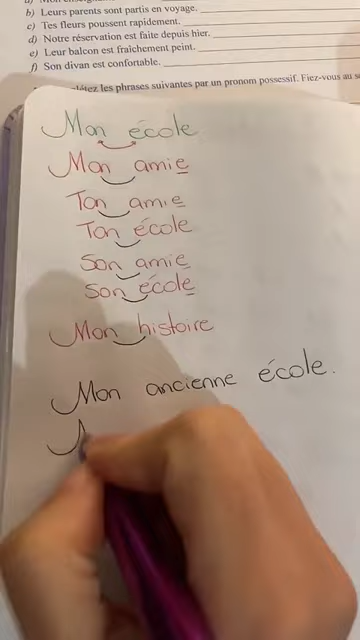 b) Leurs parents sont partis en voyage.
c) Tes fleurs poussent rapidement.
d) Notre réservation est faite depuis hier.
e) Leur balcon est fraîchement peint.
f) Son divan est confortable.
les phrases suivantes par un pronom possessif. Fiez-vous au
Mon école
Mon amie
Ton amie
Ton école
Son amie
Son école
Mon histoire
Mon ancienne école.